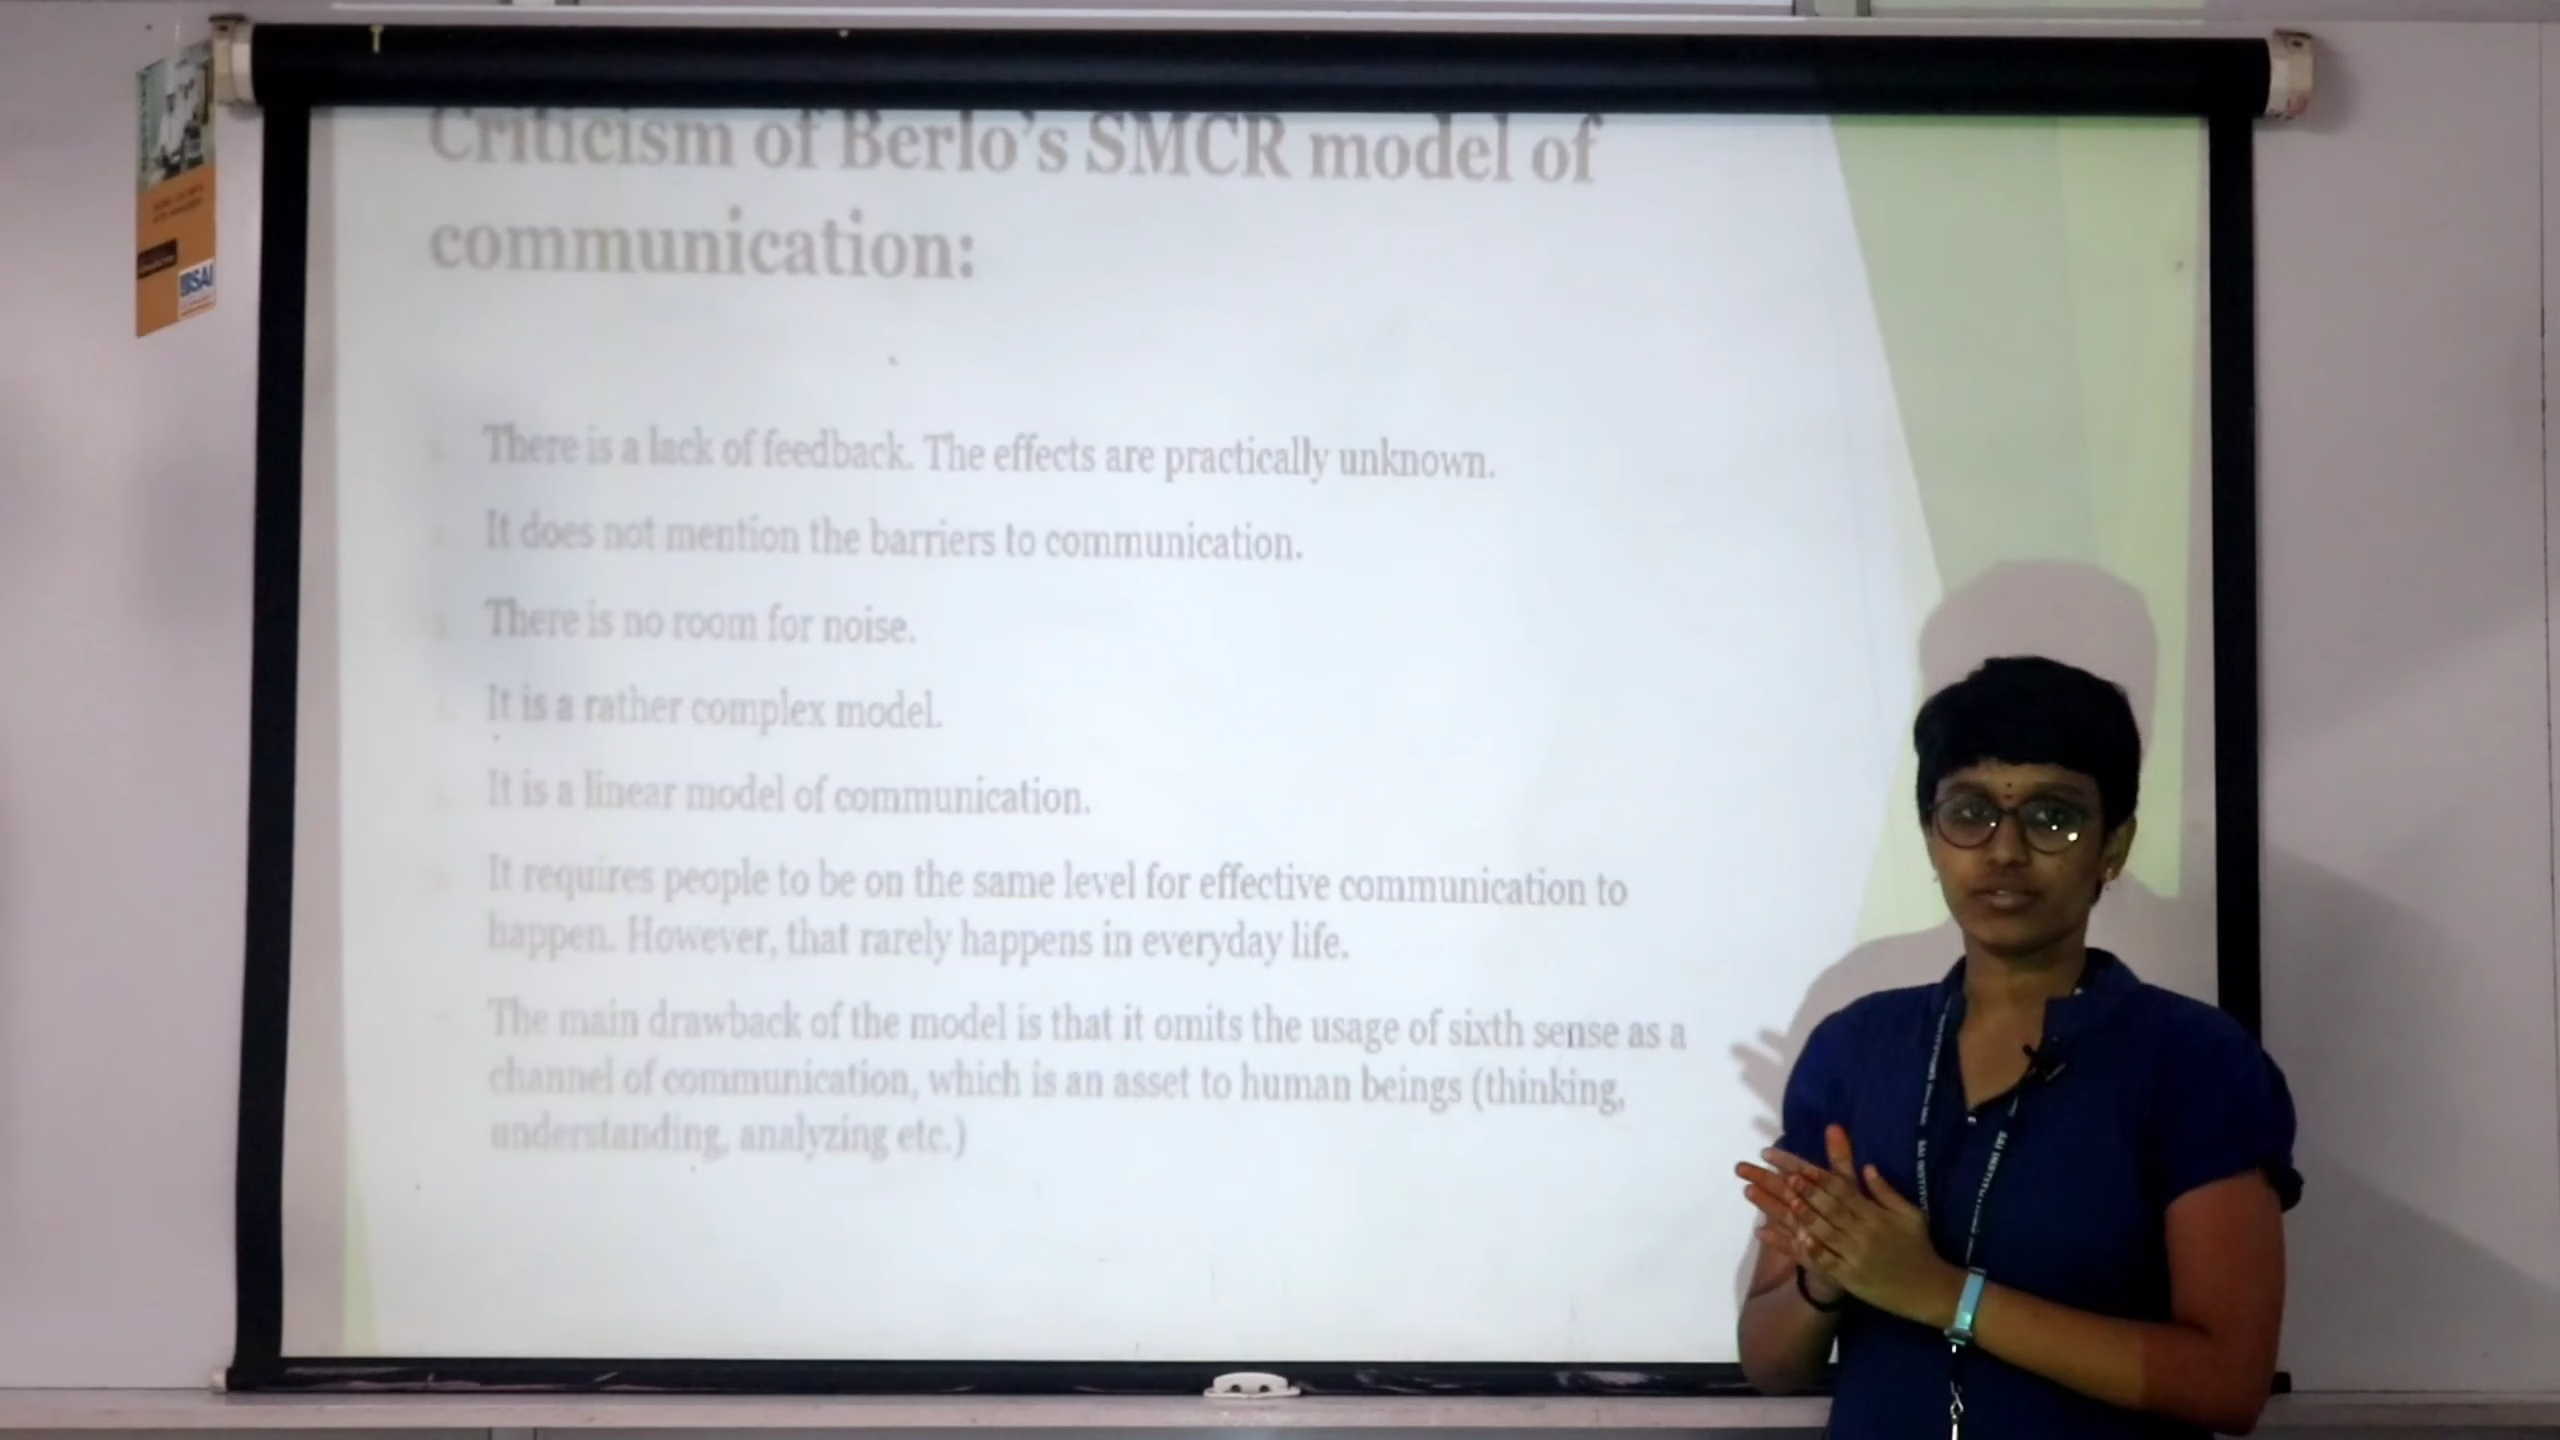 Criticism of Berlo's SMCR model of
communication:
There is a lack of feedback. The effects are practically unknown.
It does not mention the barriers to communication.
There is no room for noise.
It is a rather complex model.
It is a linear model of communication.
It requires people to be on the same level for effective communication to
happen. However, that rarely happens in everyday life.
The main drawback of the model is that it omits the usage of sixth sense as a
channel of communication, which is an asset to human beings (thinking,
understanding, analyzing etc.)
SAI